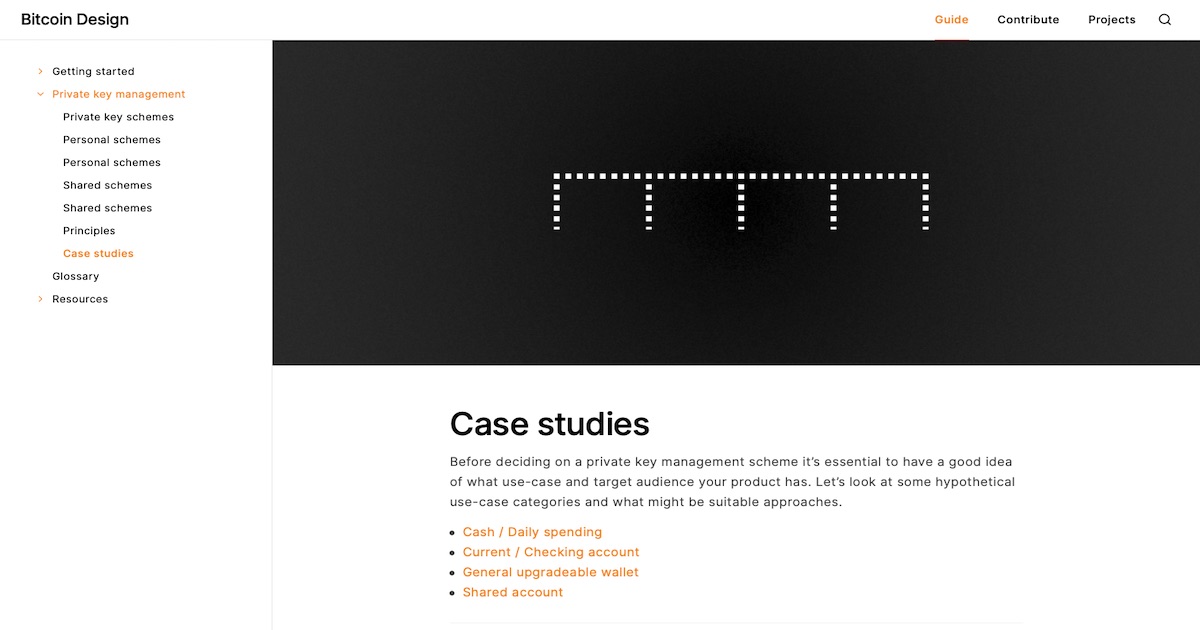 Bitcoin Design
Guide
Contribute
Projects
Getting started
Private key management
Private key schemes
Personal schemes
Personal schemes
Shared schemes
Shared schemes
Principles
Case studies
Glossary
Resources
Case studies
Before deciding on a private key management scheme it’s essential to have a good idea
of what use-case and target audience your product has. Let’s look at some hypothetical
use-case categories and what might be suitable approaches.
Cash / Daily spending
Current / Checking account
General upgradeable wallet
Shared account